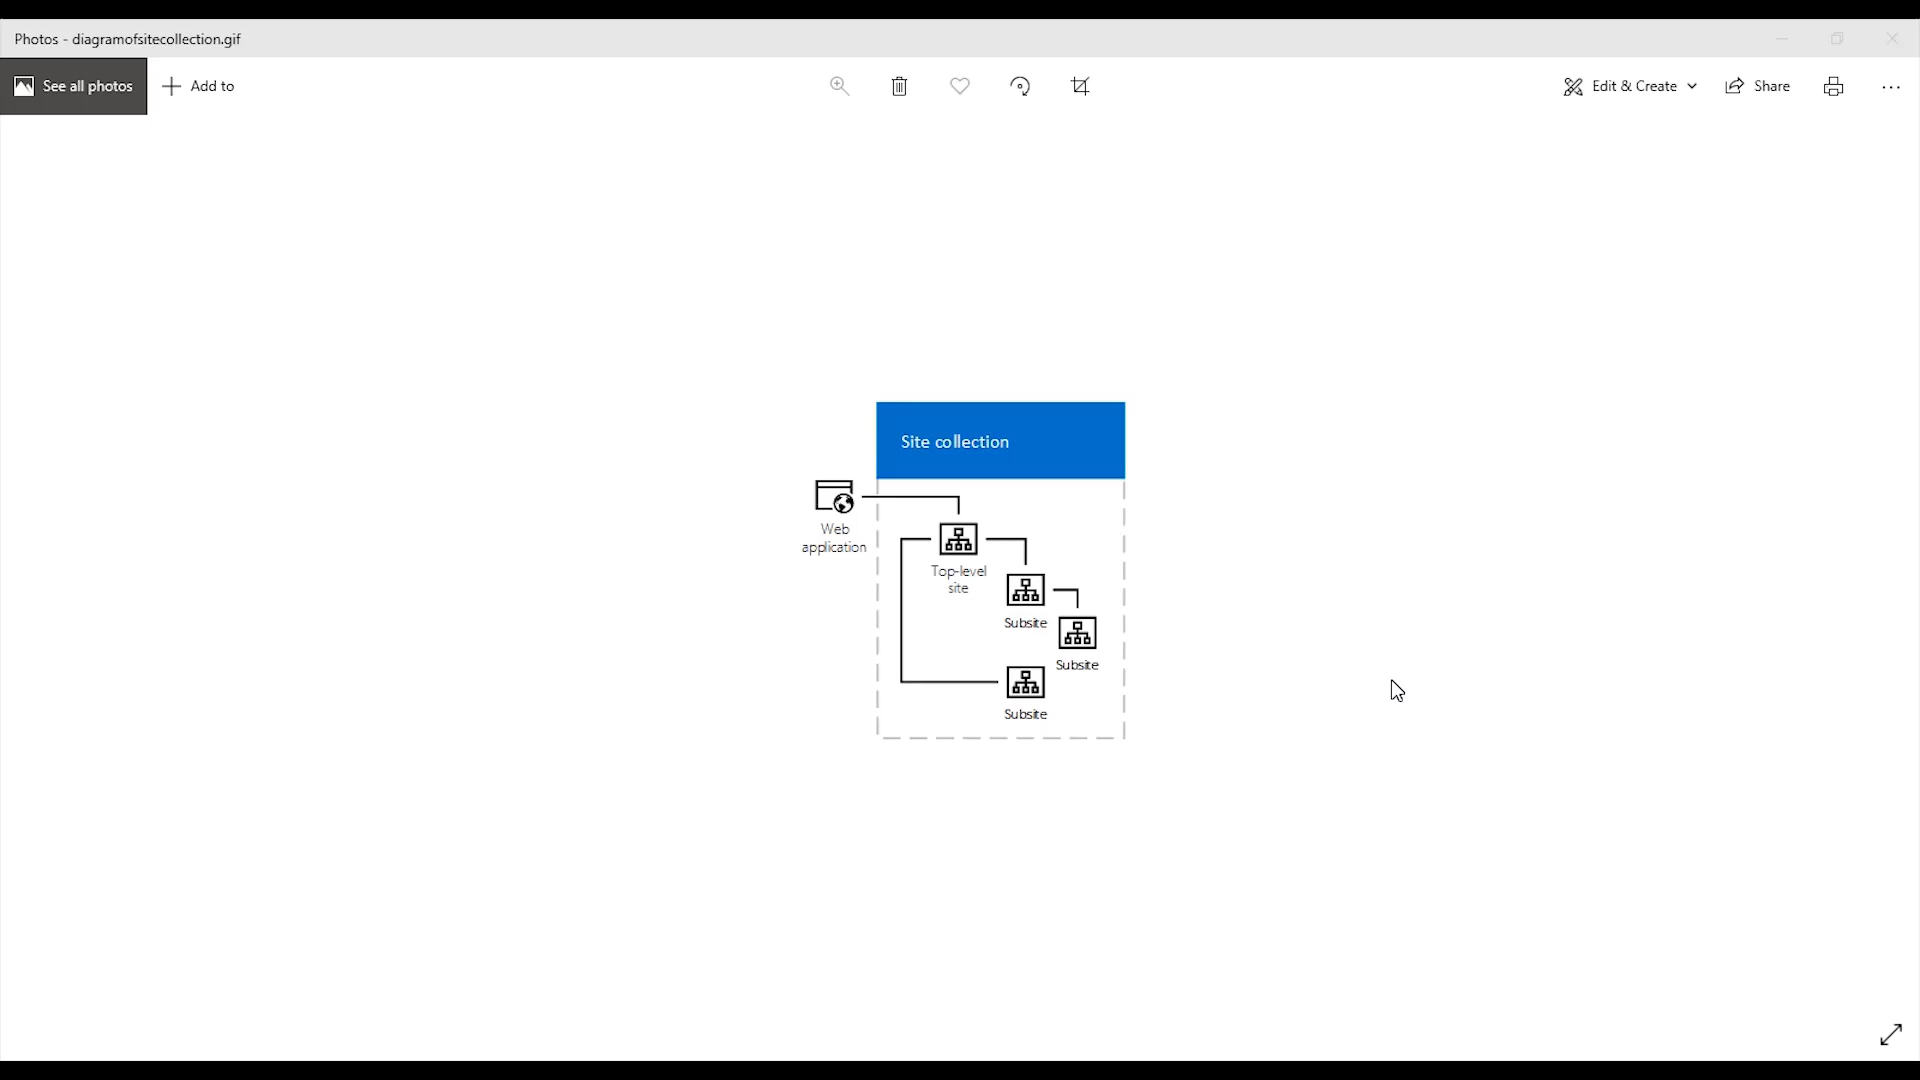 Photos - diagramofsitecollection.gif
See all photos
Add to
Edit & Create
Share
Site collection
Web
application
Top-level
site
Subsite
Subsite
Subsite